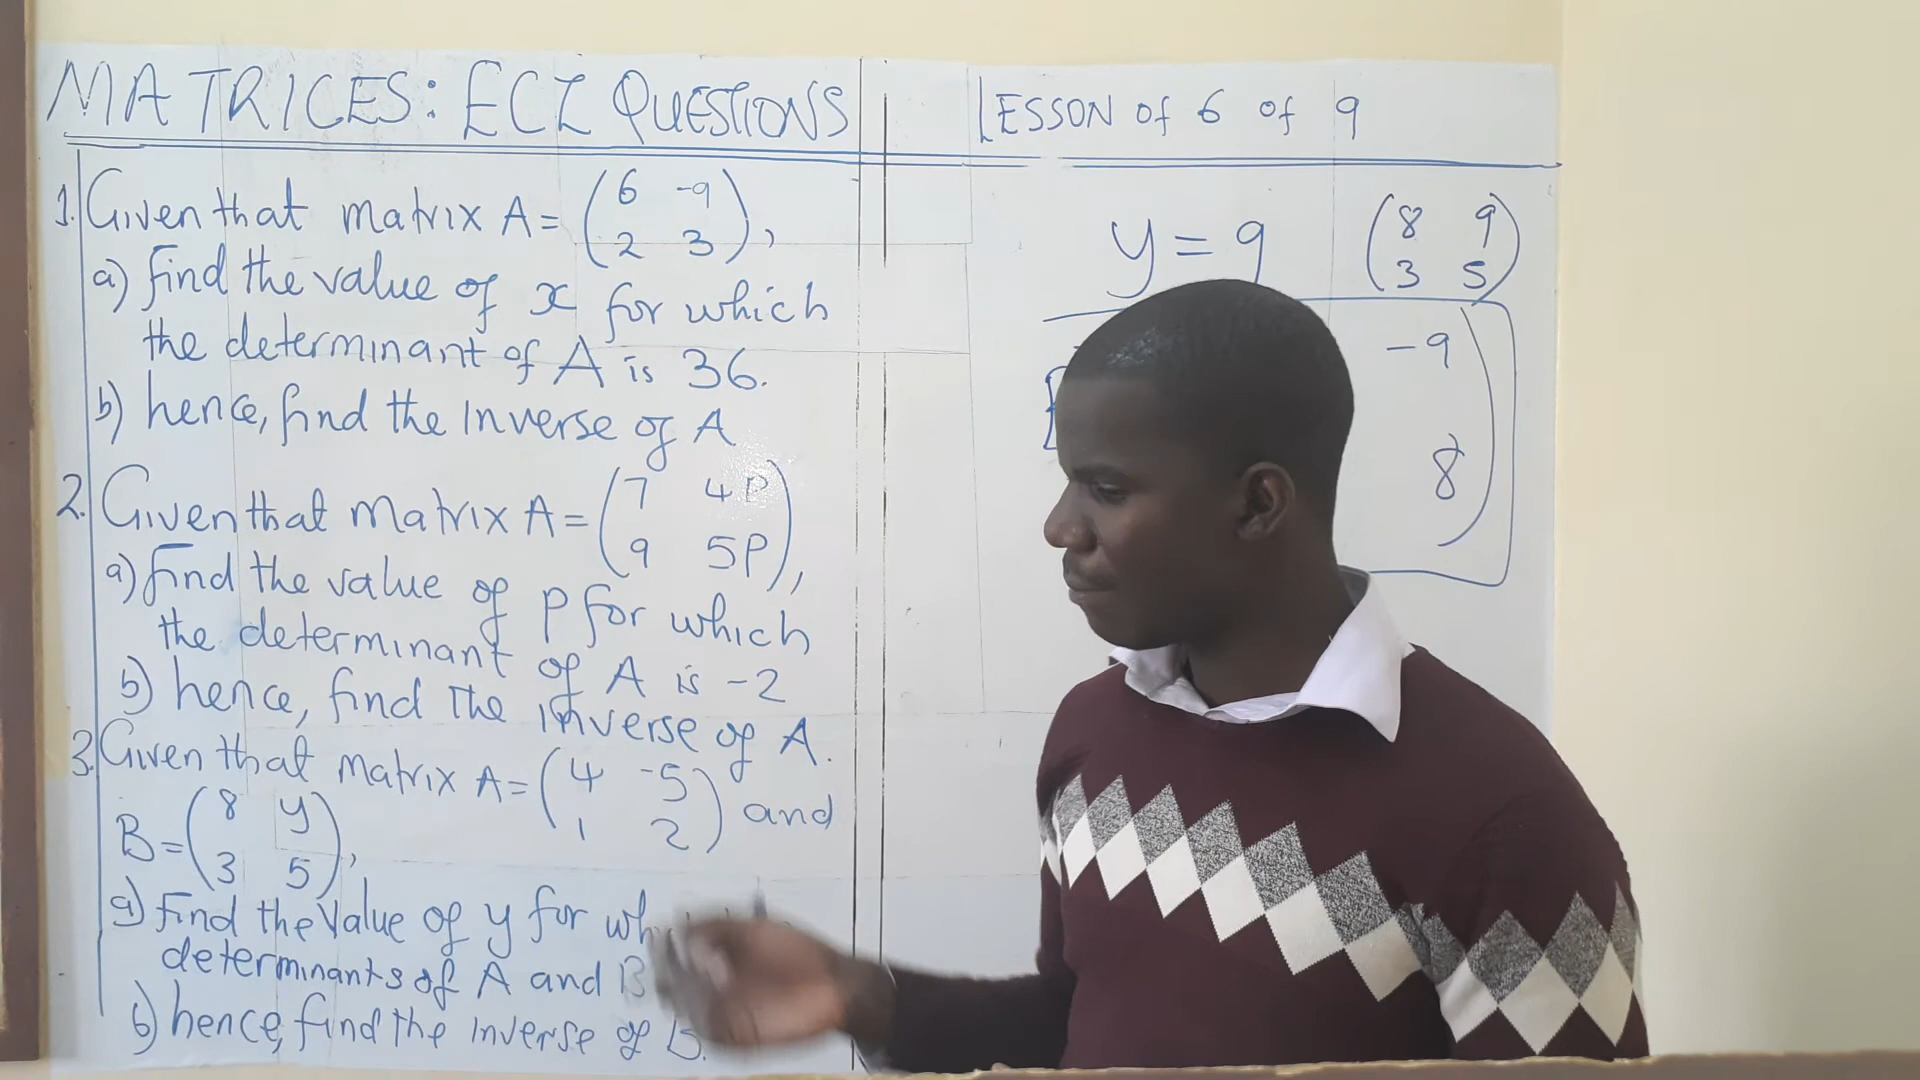 MATRICES: ECZ QUESTIONS
1. Given that matrix A = (6 -9
2 3),
a) find the value of x for which
the determinant of A is 36.
b) hence, find the inverse of A
2. Given that matrix A = (7 4P
9 5P),
a) find the value of p for which
the determinant of A is -2
b) hence, find the inverse of A.
3. Given that matrix A = (4 -5
1 2) and
B = (8 y
3 5),
a) find the value of y for
determinants of A and B
b) hence, find the inverse of B.
LESSON of 6 of 9
y = 9 (8 9
3 5)
-9
8)